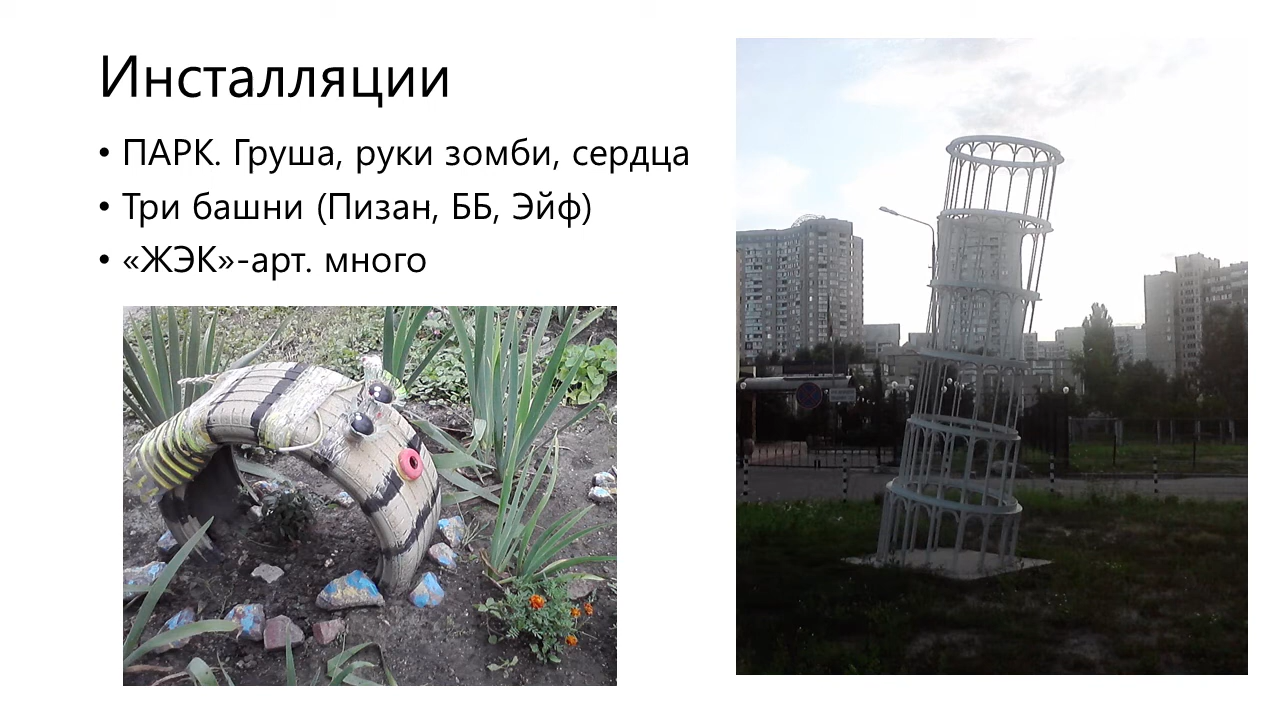 Инсталляции
• ПАРК. Груша, руки зомби, сердца
• Три башни (Пизан, ББ, Эйф)
• «ЖЭК»-арт. много